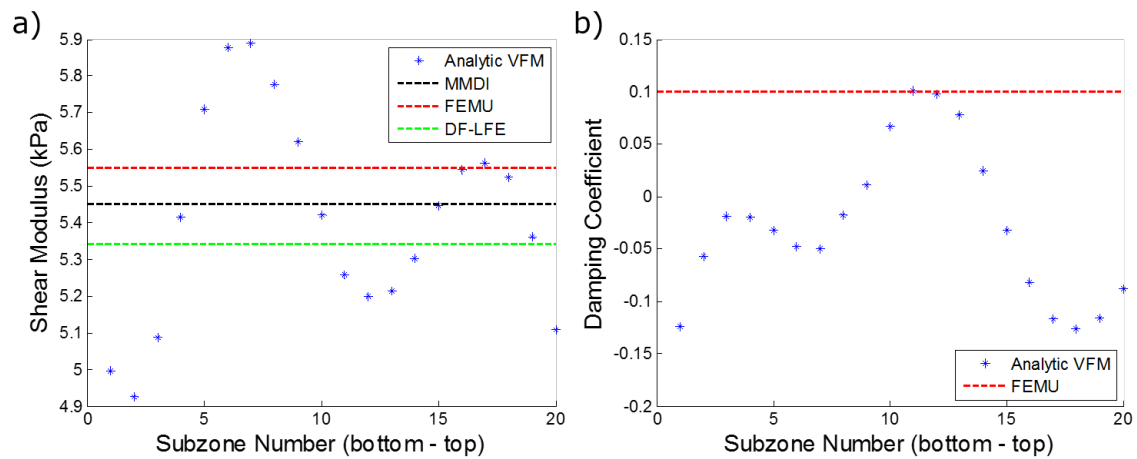 a)
5.9
5.8
5.7
5.6
5.5
5.4
5.3
5.2
5.1
5
4.9
Shear Modulus (kPa)
0 5 10 15 20
Subzone Number (bottom - top)
Analytic VFM
MMDI
FEMU
DF-LFE
b)
0.15
0.1
0.05
0
-0.05
-0.1
-0.15
-0.2
Damping Coefficient
0 5 10 15 20
Subzone Number (bottom - top)
Analytic VFM
FEMU